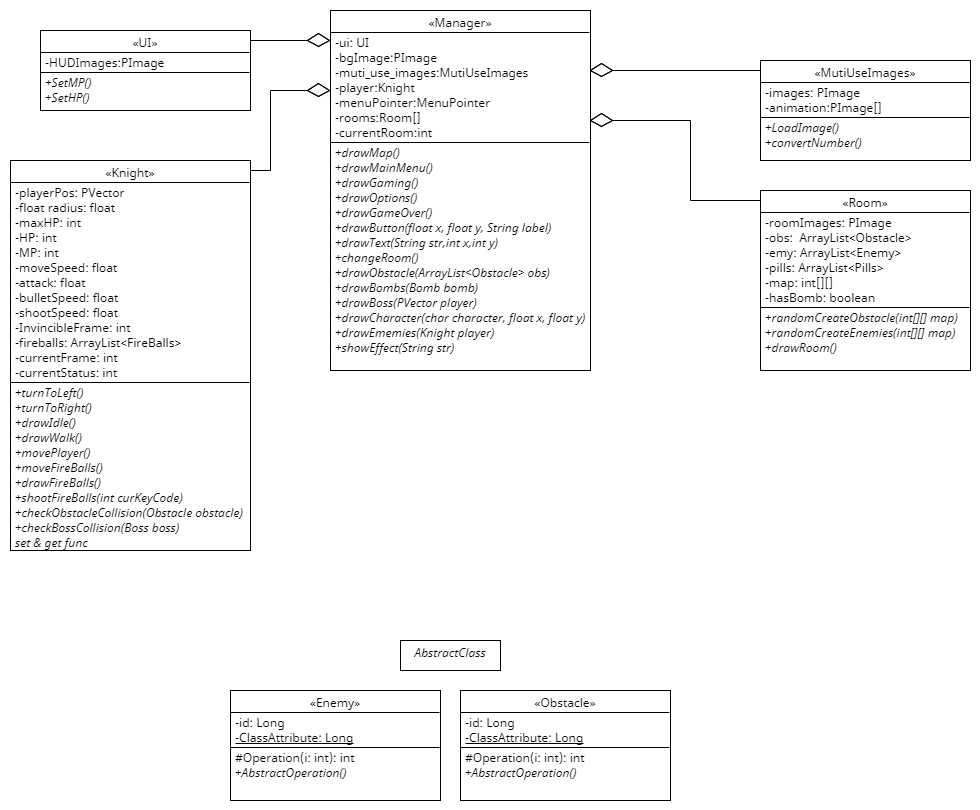 «UI»
-HUDImages:PImage
+SetMP()
+SetHP()
«Manager»
-ui: UI
-bgImage:PImage
-muti_use_images:MutiUseImages
-player:Knight
-menuPointer:MenuPointer
-rooms:Room[]
-currentRoom:int
+drawMap()
+drawMainMenu()
+drawGaming()
+drawOptions()
+drawGameOver()
+drawButton(float x, float y, String label)
+drawText(String str,int x,int y)
+changeRoom()
+drawObstacle(ArrayList<Obstacle> obs)
+drawBombs(Bomb bomb)
+drawBoss(PVector player)
+drawCharacter(char character, float x, float y)
+drawEmemies(Knight player)
+showEffect(String str)
«MutiUseImages»
-images: PImage
-animation:PImage[]
+LoadImage()
+convertNumber()
«Knight»
-playerPos: PVector
-float radius: float
-maxHP: int
-HP: int
-MP: int
-moveSpeed: float
-attack: float
-bulletSpeed: float
-shootSpeed: float
-InvincibleFrame: int
-fireballs: ArrayList<FireBalls>
-currentFrame: int
-currentStatus: int
+turnToLeft()
+turnToRight()
+drawIdle()
+drawWalk()
+movePlayer()
+moveFireBalls()
+drawFireBalls()
+shootFireBalls(int curKeyCode)
+checkObstacleCollision(Obstacle obstacle)
+checkBossCollision(Boss boss)
set & get func
«Room»
-roomImages: PImage
-obs:  ArrayList<Obstacle>
-emy: ArrayList<Enemy>
-pills: ArrayList<Pills>
-map: int[][]
-hasBomb: boolean
+randomCreateObstacle(int[][] map)
+randomCreateEnemies(int[][] map)
+drawRoom()
AbstractClass
«Enemy»
-id: Long
-ClassAttribute: Long
#Operation(i: int): int
+AbstractOperation()
«Obstacle»
-id: Long
-ClassAttribute: Long
#Operation(i: int): int
+AbstractOperation()